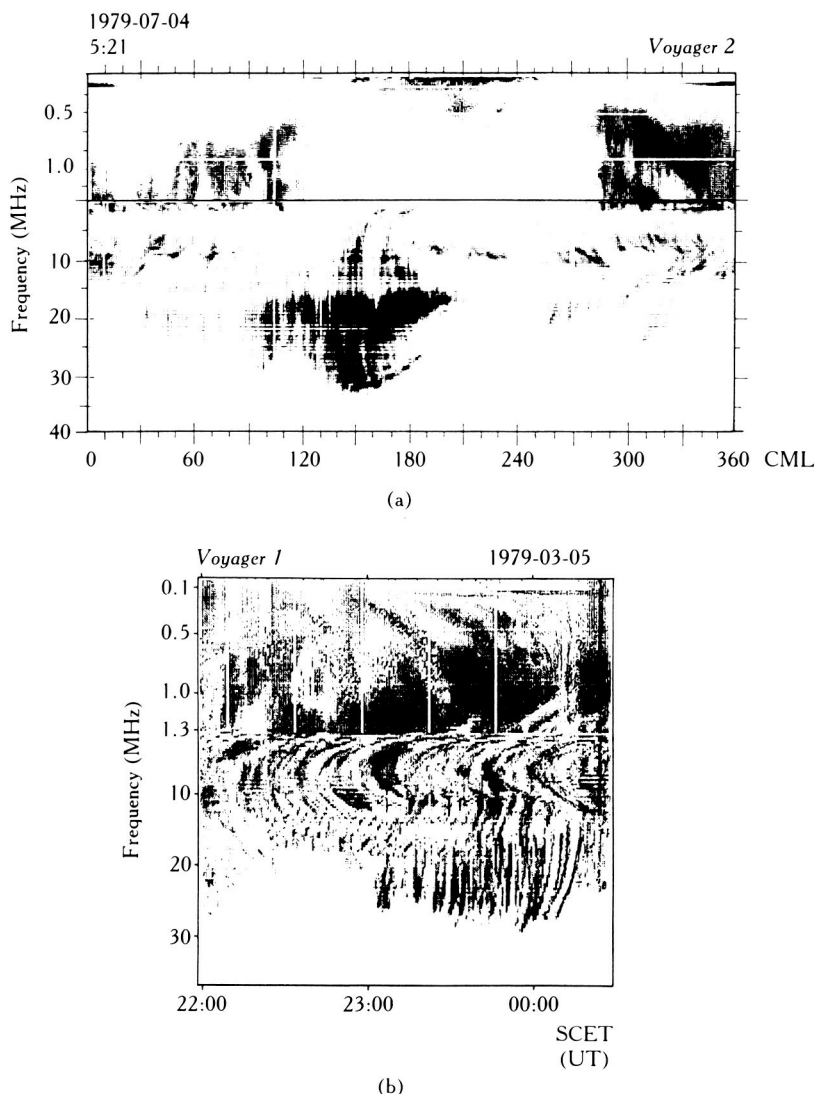 1979-07-04
5:21 Voyager 2
0.5
1.0
10
20
30
40
Frequency (MHz)
0 60 120 180 240 300 360 CML
(a)
Voyager 1 1979-03-05
0.1
0.5
1.0
1.3
10
20
30
Frequency (MHz)
22:00 23:00 00:00
SCET
(UT)
(b)